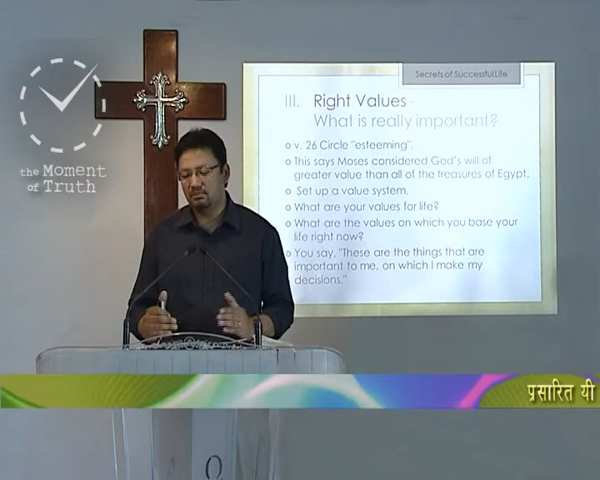 the Moment
of Truth
Secrets of Successful Life
III. Right Values -
What is really important?
v. 26 Circle "esteeming".
This says Moses considered God's will of
greater value than all of the treasures of Egypt.
Set up a value system.
What are your values for life?
What are the values on which you base your
life right now?
You say, "These are the things that are
important to me, on which I make my
decisions."
प्रसारित यी